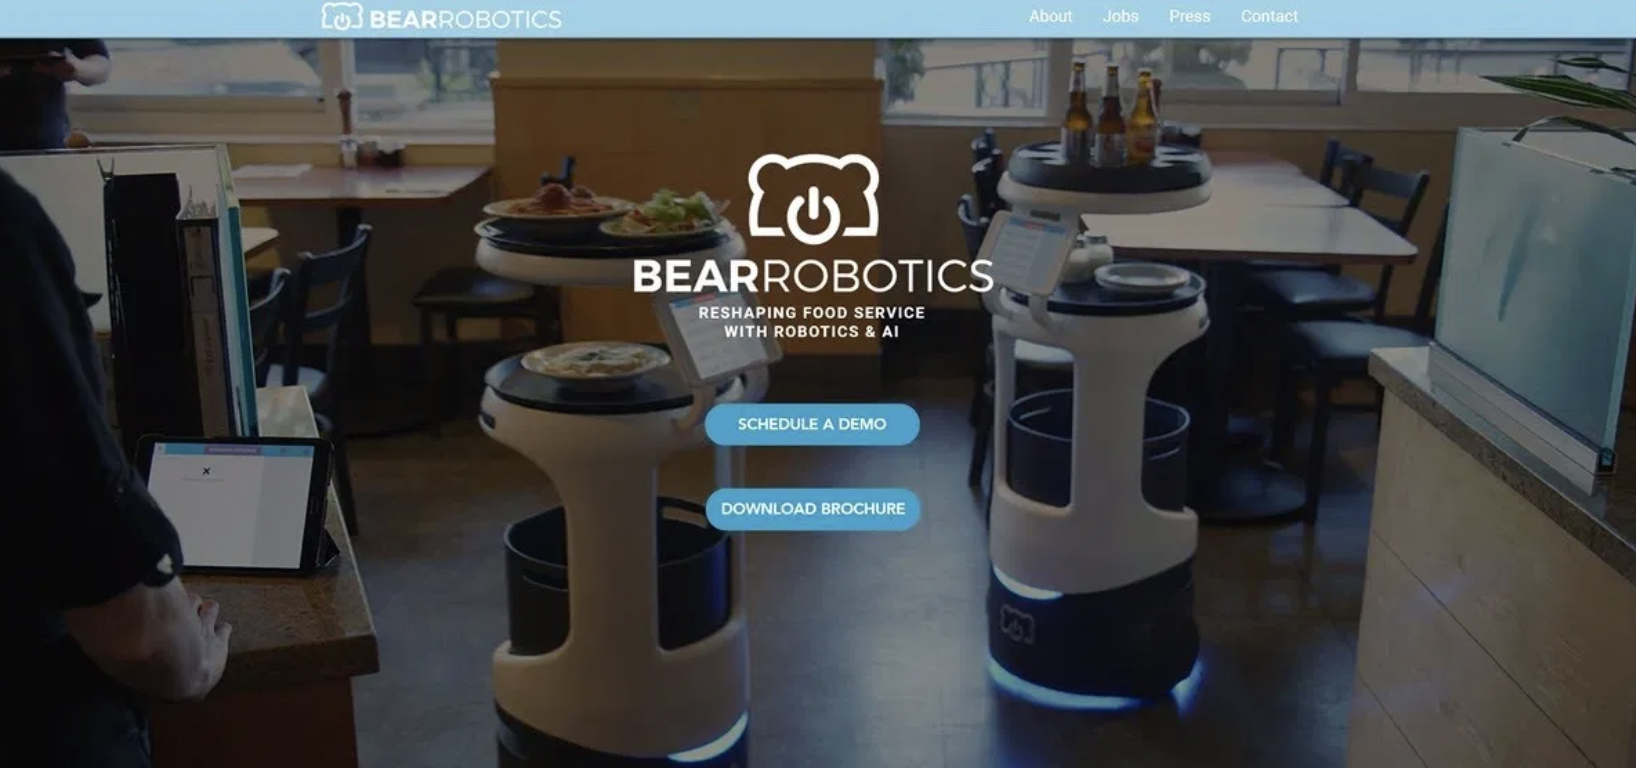 BEARROBOTICS
About Jobs Press Contact
BEARROBOTICS
RESHAPING FOOD SERVICE
WITH ROBOTICS & AI
SCHEDULE A DEMO
DOWNLOAD BROCHURE